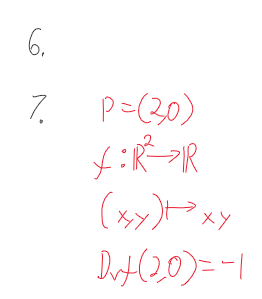 6.
7. P=(2,0)
f:ℝ²→ℝ
(x,y)↦xy
Dvf(2,0)=-1